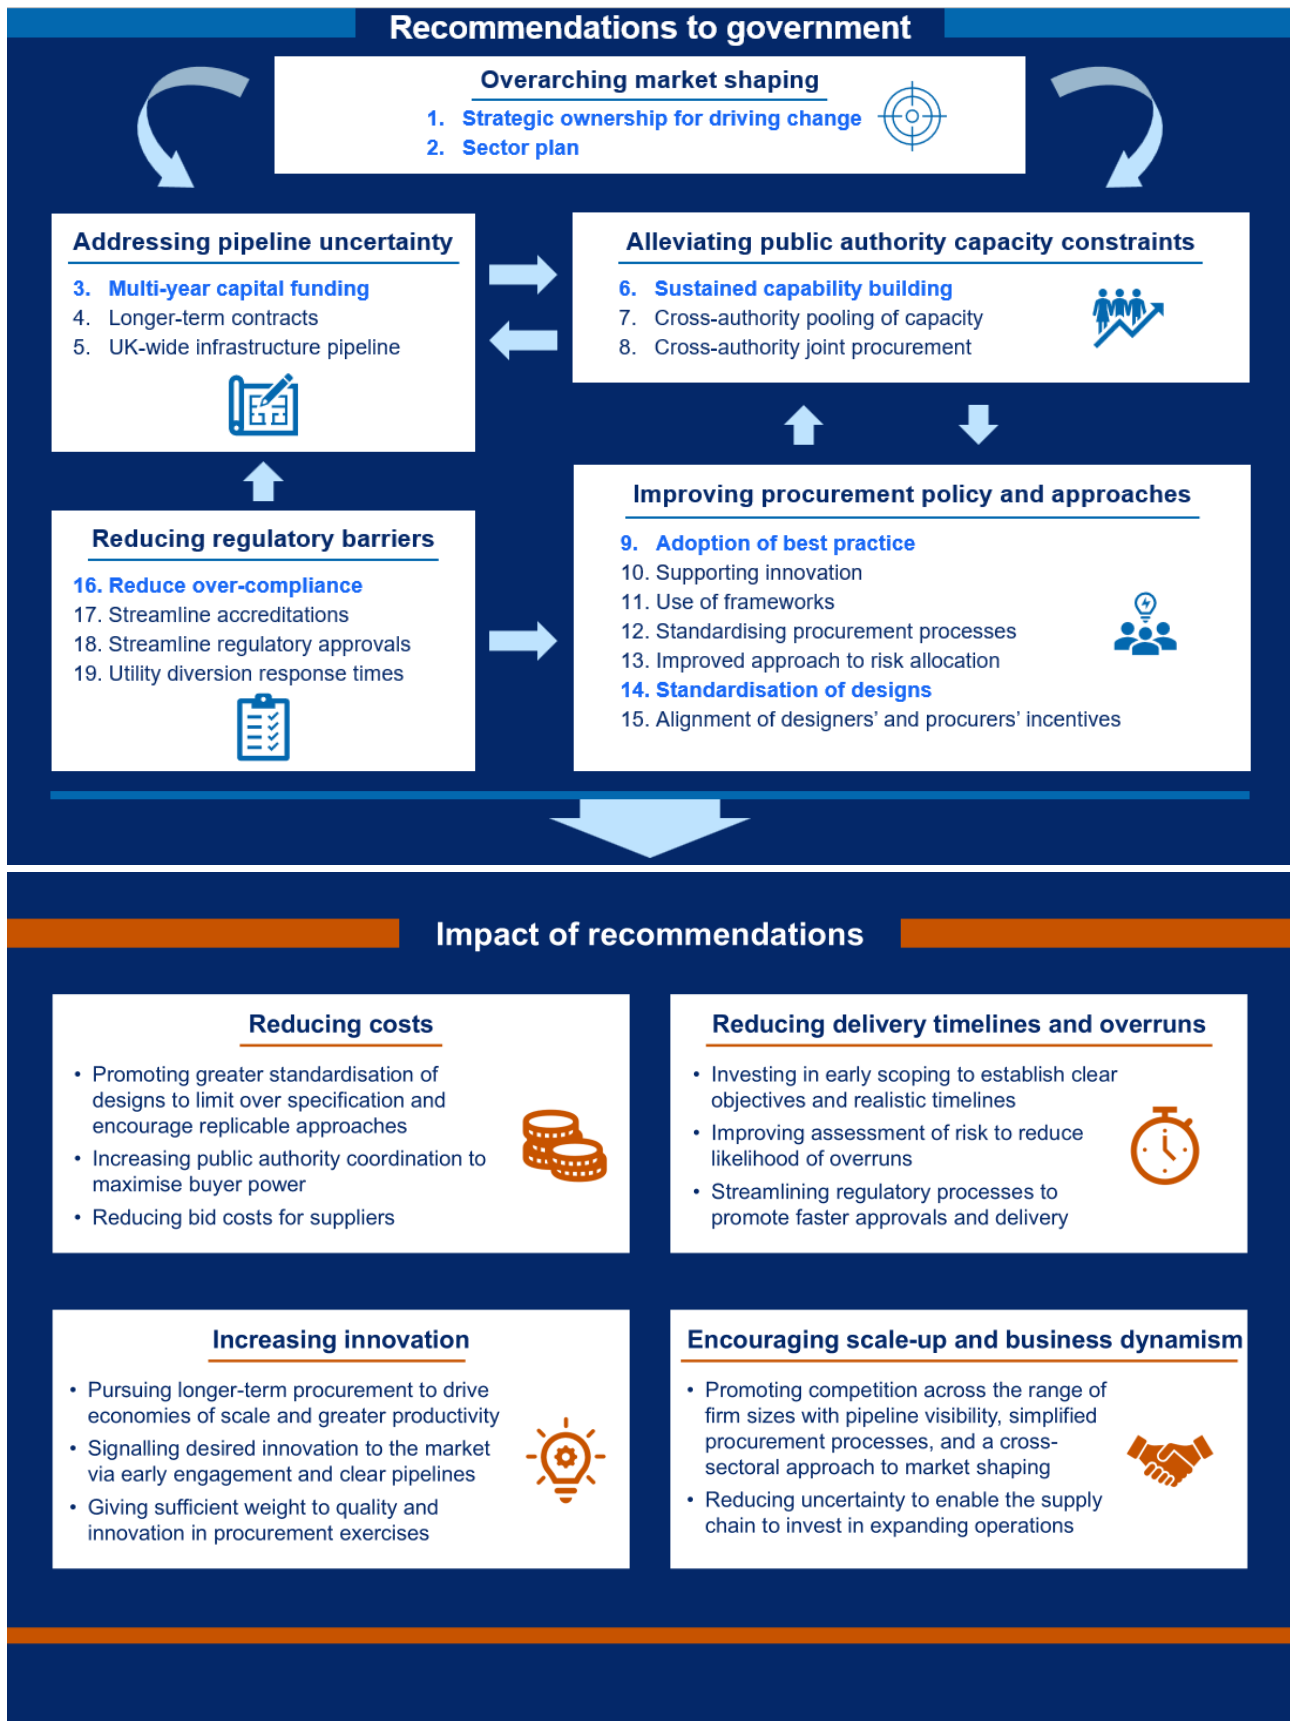 Recommendations to government
Overarching market shaping
1. Strategic ownership for driving change
2. Sector plan
Addressing pipeline uncertainty
3. Multi-year capital funding
4. Longer-term contracts
5. UK-wide infrastructure pipeline
Alleviating public authority capacity constraints
6. Sustained capability building
7. Cross-authority pooling of capacity
8. Cross-authority joint procurement
Reducing regulatory barriers
16. Reduce over-compliance
17. Streamline accreditations
18. Streamline regulatory approvals
19. Utility diversion response times
Improving procurement policy and approaches
9. Adoption of best practice
10. Supporting innovation
11. Use of frameworks
12. Standardising procurement processes
13. Improved approach to risk allocation
14. Standardisation of designs
15. Alignment of designers’ and procurers’ incentives
Impact of recommendations
Reducing costs
• Promoting greater standardisation of
designs to limit over specification and
encourage replicable approaches
• Increasing public authority coordination to
maximise buyer power
• Reducing bid costs for suppliers
Reducing delivery timelines and overruns
• Investing in early scoping to establish clear
objectives and realistic timelines
• Improving assessment of risk to reduce
likelihood of overruns
• Streamlining regulatory processes to
promote faster approvals and delivery
Increasing innovation
• Pursuing longer-term procurement to drive
economies of scale and greater productivity
• Signalling desired innovation to the market
via early engagement and clear pipelines
• Giving sufficient weight to quality and
innovation in procurement exercises
Encouraging scale-up and business dynamism
• Promoting competition across the range of
firm sizes with pipeline visibility, simplified
procurement processes, and a cross-
sectoral approach to market shaping
• Reducing uncertainty to enable the supply
chain to invest in expanding operations